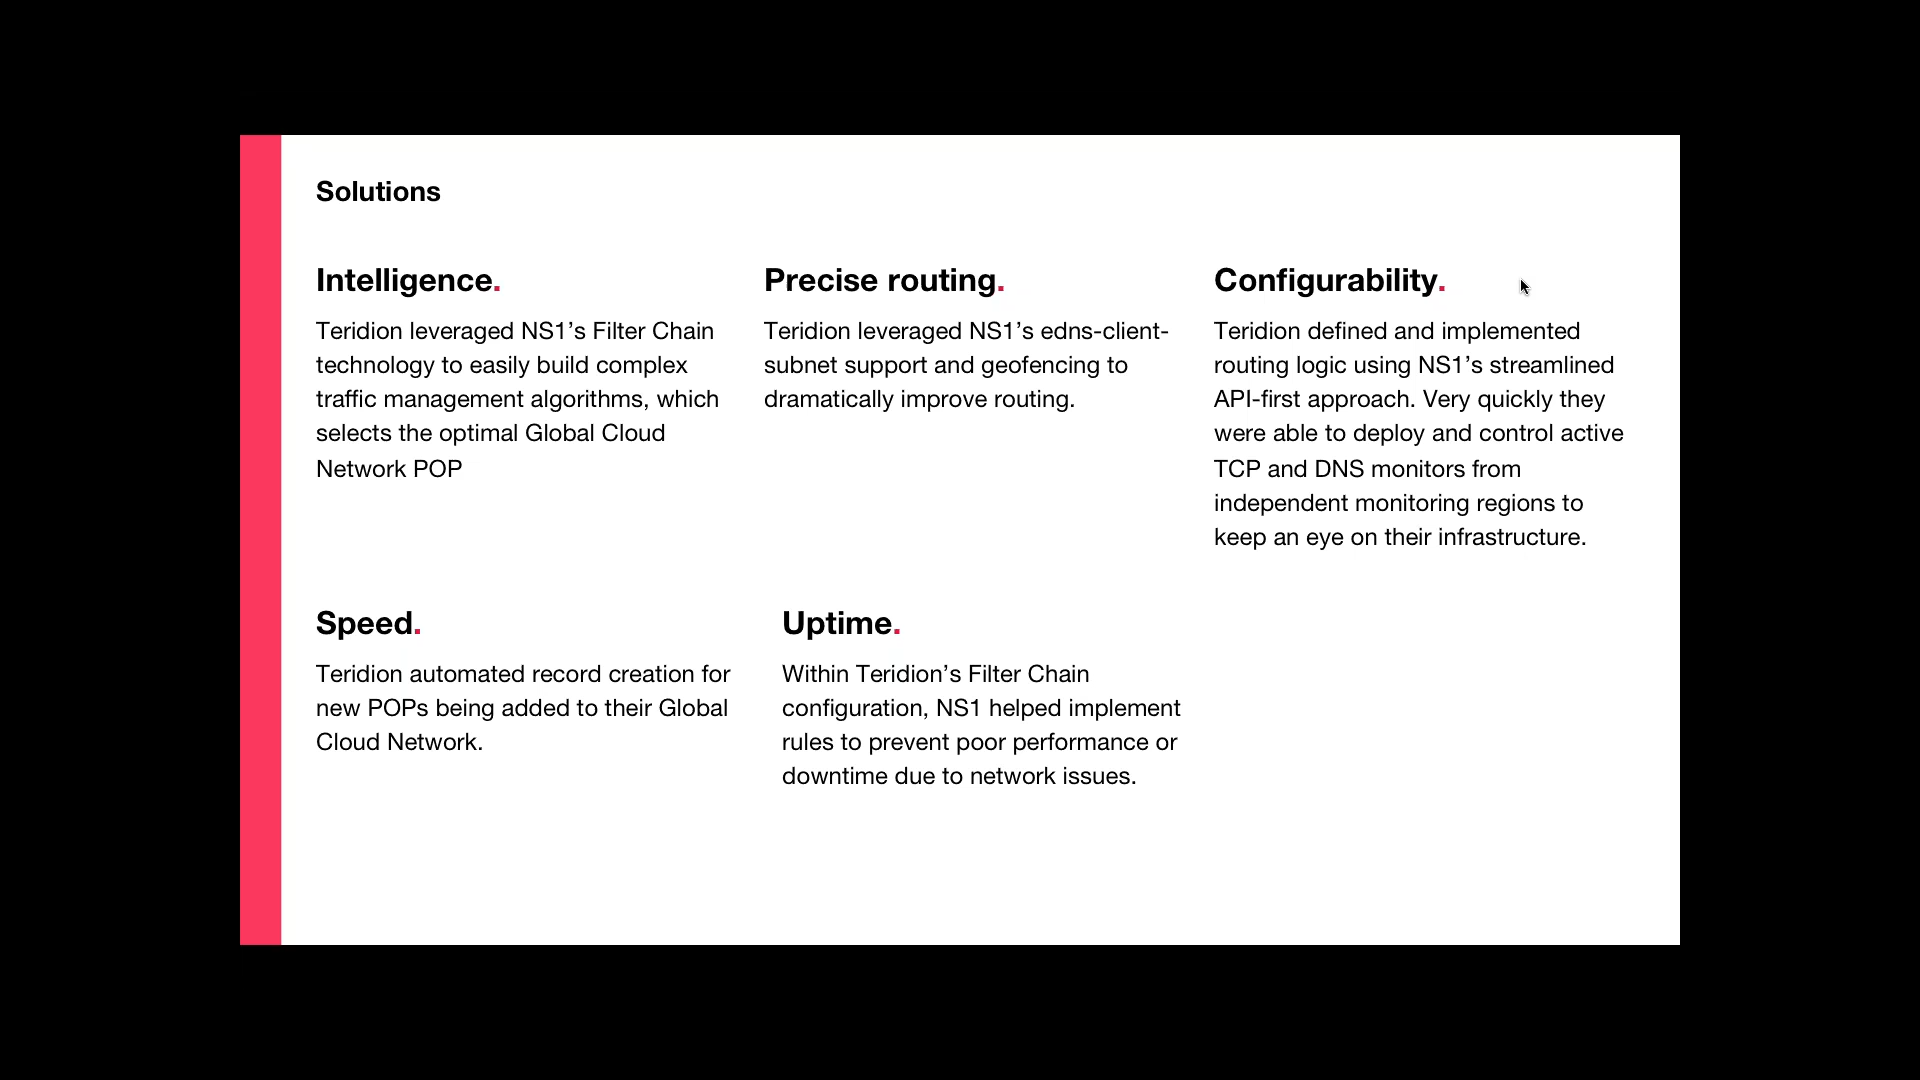 Solutions
Intelligence.
Teridion leveraged NS1’s Filter Chain
technology to easily build complex
traffic management algorithms, which
selects the optimal Global Cloud
Network POP
Precise routing.
Teridion leveraged NS1’s edns-client-
subnet support and geofencing to
dramatically improve routing.
Configurability.
Teridion defined and implemented
routing logic using NS1’s streamlined
API-first approach. Very quickly they
were able to deploy and control active
TCP and DNS monitors from
independent monitoring regions to
keep an eye on their infrastructure.
Speed.
Teridion automated record creation for
new POPs being added to their Global
Cloud Network.
Uptime.
Within Teridion’s Filter Chain
configuration, NS1 helped implement
rules to prevent poor performance or
downtime due to network issues.